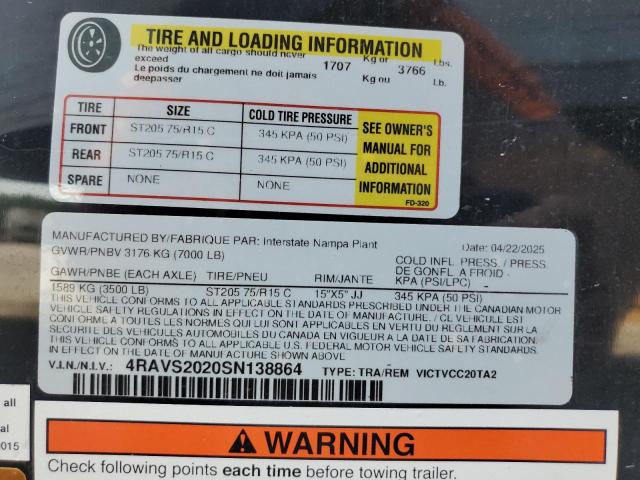 TIRE AND LOADING INFORMATION
The weight of all cargo should never exceed 1707 Kg or 3766 Lbs.
Le poids du chargement ne doit jamais deepasser Kg ou Lb.
TIRE SIZE COLD TIRE PRESSURE
FRONT ST205 75/R15 C 345 KPA (50 PSI)
REAR ST205 75/R15 C 345 KPA (50 PSI)
SPARE NONE NONE
SEE OWNER'S
MANUAL FOR
ADDITIONAL
INFORMATION
FD-320
MANUFACTURED BY/FABRIQUE PAR: Interstate Nampa Plant Date: 04/22/2025
GVWR/PNBV 3176 KG (7000 LB)
COLD INFL. PRESS./PRESS.
DE GONFL. A FROID -
GAWR/PNBE (EACH AXLE) TIRE/PNEU RIM/JANTE KPA (PSI/LPC)
1589 KG (3500 LB) ST205 75/R15 C 15"X5" JJ 345 KPA (50 PSI)
THIS VEHICLE CONFORMS TO ALL APPLICABLE STANDARDS PRESCRIBED UNDER THE CANADIAN MOTOR
VEHICLE SAFETY REGULATIONS IN EFFECT ON THE DATE OF MANUFACTURE. / CE VEHICULE EST
CONFORME A TOUTES LES NORMES QUI LUI SONT APPLICABLES EN VERTU DU REGLEMENT SUR LA
SECURITE DES VEHICULES AUTOMOBILES DU CANADA EN VIGUEUR A LA DATE DE SA FABRICATION.
THIS VEHICLE CONFORMS TO ALL APPLICABLE U.S. FEDERAL MOTOR VEHICLE SAFETY STANDARDS.
IN EFFECT ON THE DATE OF MANUFACTURE SHOWN ABOVE.
V.I.N./N.I.V.: 4RAVS2020SN138864 TYPE: TRA/REM VICTVCC20TA2
all
al
2015
WARNING
Check following points each time before towing trailer.